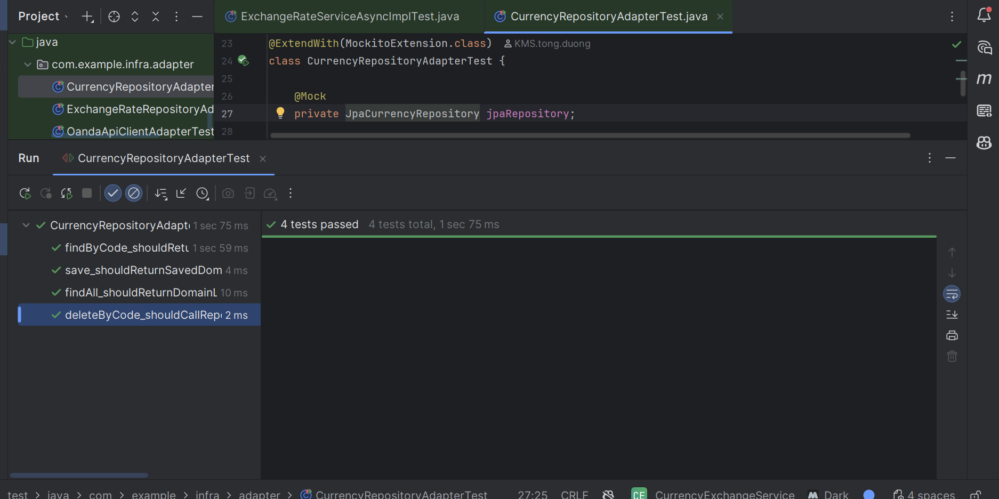 Project
ExchangeRateServiceAsyncImplTest.java
CurrencyRepositoryAdapterTest.java
java
com.example.infra.adapter
CurrencyRepositoryAdapter
ExchangeRateRepositoryAd
OandaApiClientAdapterTest
23 @ExtendWith(MockitoExtension.class) KMS.tong.duong
24 class CurrencyRepositoryAdapterTest {
25
26 @Mock
27 private JpaCurrencyRepository jpaRepository;
28
m
Run CurrencyRepositoryAdapterTest
CurrencyRepositoryAdapte 1 sec 75 ms
findByCode_shouldRetu 1 sec 59 ms
save_shouldReturnSavedDom 4 ms
findAll_shouldReturnDomainL 10 ms
deleteByCode_shouldCallRepo 2 ms
4 tests passed 4 tests total, 1 sec 75 ms
test > java > com > example > infra > adapter > CurrencyRepositoryAdapterTest 27:25 CRLF CE CurrencyExchangeService M Dark 4 spaces